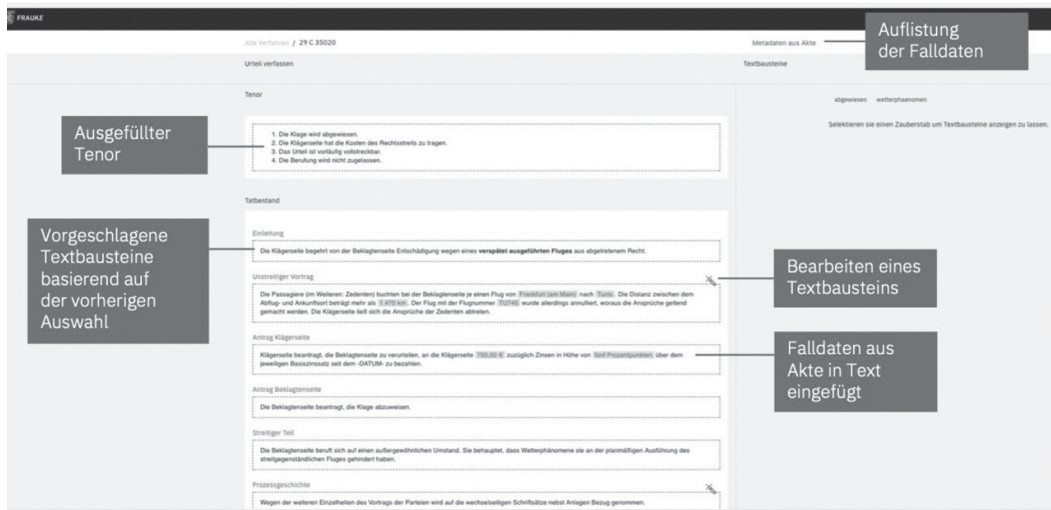 FRAUKE
Alle Verfahren / 29 C 35020
Metadaten aus Akte
Auflistung
der Falldaten
Urteil verfassen
Textbausteine
Tenor
abgewiesen wetterphaenomen
Selektieren sie einen Zauberstab um Textbausteine anzeigen zu lassen.
Ausgefüllter
Tenor
1. Die Klage wird abgewiesen.
2. Die Klägerseite hat die Kosten des Rechtsstreits zu tragen.
3. Das Urteil ist vorläufig vollstreckbar.
4. Die Berufung wird nicht zugelassen.
Tatbestand
Vorgeschlagene
Textbausteine
basierend auf
der vorherigen
Auswahl
Einleitung
Die Klägerseite begehrt von der Beklagtenseite Entschädigung wegen eines verspätet ausgeführten Fluges aus abgetretenem Recht.
Unstreitiger Vortrag
Die Passagiere (im Weiteren: Zedenten) buchten bei der Beklagtenseite je einen Flug von Frankfurt (am Main) nach Tunis. Die Distanz zwischen dem
Abflug- und Ankunftsort beträgt mehr als 1.470 km. Der Flug mit der Flugnummer TU745 wurde allerdings annulliert, woraus die Ansprüche geltend
gemacht werden. Die Klägerseite ließ sich die Ansprüche der Zedenten abtreten.
Bearbeiten eines
Textbausteins
Antrag Klägerseite
Klägerseite beantragt, die Beklagtenseite zu verurteilen, an die Klägerseite 750,00 € zuzüglich Zinsen in Höhe von fünf Prozentpunkten über dem
jeweiligen Basiszinssatz seit dem -DATUM- zu bezahlen.
Falldaten aus
Akte in Text
eingefügt
Antrag Beklagtenseite
Die Beklagtenseite beantragt, die Klage abzuweisen.
Streitiger Teil
Die Beklagtenseite beruft sich auf einen außergewöhnlichen Umstand. Sie behauptet, dass Wetterphänomene sie an der planmäßigen Ausführung des
streitgegenständlichen Fluges gehindert haben.
Prozessgeschichte
Wegen der weiteren Einzelheiten des Vortrags der Parteien wird auf die wechselseitigen Schriftsätze nebst Anlagen Bezug genommen.